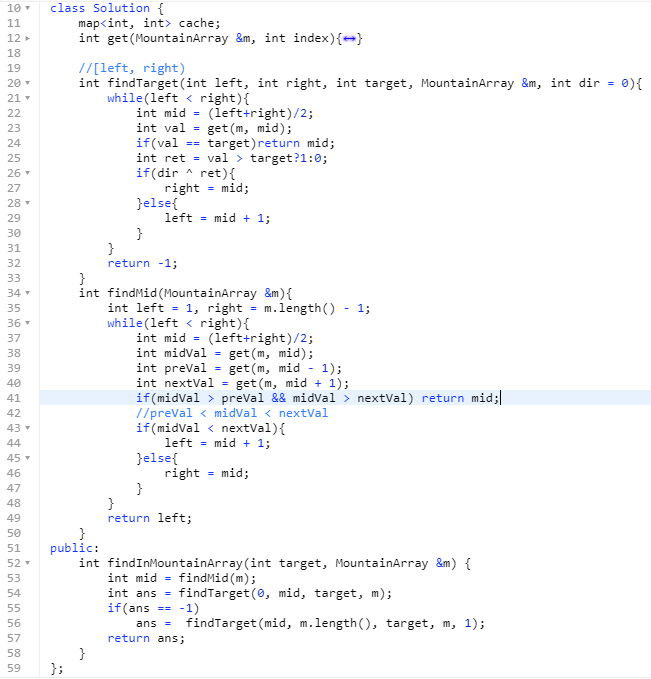 10 class Solution {
11     map<int, int> cache;
12     int get(MountainArray &m, int index){↔}
18
19     //[left, right)
20     int findTarget(int left, int right, int target, MountainArray &m, int dir = 0){
21         while(left < right){
22             int mid = (left+right)/2;
23             int val = get(m, mid);
24             if(val == target)return mid;
25             int ret = val > target?1:0;
26             if(dir ^ ret){
27                 right = mid;
28             }else{
29                 left = mid + 1;
30             }
31         }
32         return -1;
33     }
34     int findMid(MountainArray &m){
35         int left = 1, right = m.length() - 1;
36         while(left < right){
37             int mid = (left+right)/2;
38             int midVal = get(m, mid);
39             int preVal = get(m, mid - 1);
40             int nextVal = get(m, mid + 1);
41             if(midVal > preVal && midVal > nextVal) return mid;
42             //preVal < midVal < nextVal
43             if(midVal < nextVal){
44                 left = mid + 1;
45             }else{
46                 right = mid;
47             }
48         }
49         return left;
50     }
51 public:
52     int findInMountainArray(int target, MountainArray &m) {
53         int mid = findMid(m);
54         int ans = findTarget(0, mid, target, m);
55         if(ans == -1)
56             ans =  findTarget(mid, m.length(), target, m, 1);
57         return ans;
58     }
59 };